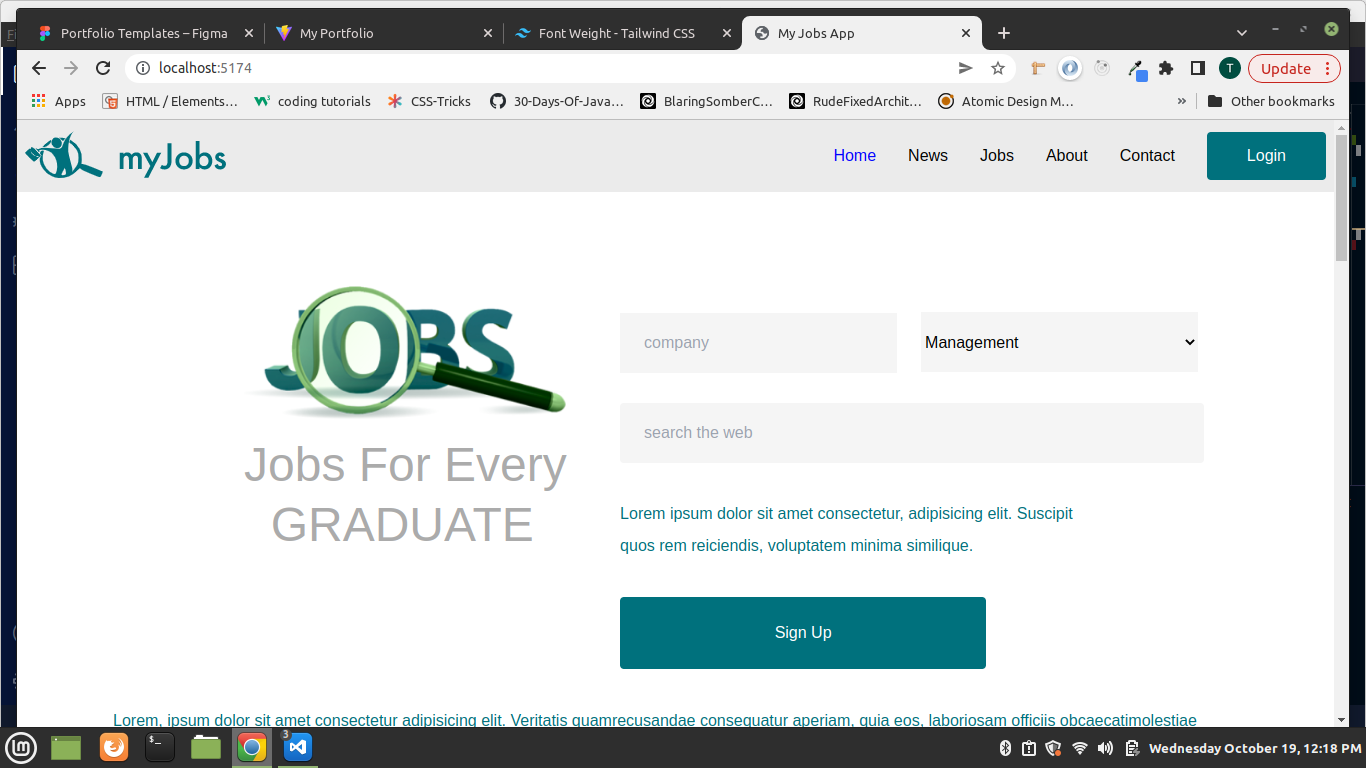 Portfolio Templates – Figma
My Portfolio
Font Weight - Tailwind CSS
My Jobs App
localhost:5174
T
Update
Apps
HTML / Elements...
coding tutorials
CSS-Tricks
30-Days-Of-Java...
BlaringSomberC...
RudeFixedArchit...
Atomic Design M...
»
Other bookmarks
myJobs
Home
News
Jobs
About
Contact
Login
JOBS
company
Management
search the web
Jobs For Every
GRADUATE
Lorem ipsum dolor sit amet consectetur, adipisicing elit. Suscipit
quos rem reiciendis, voluptatem minima similique.
Sign Up
Lorem, ipsum dolor sit amet consectetur adipisicing elit. Veritatis quamrecusandae consequatur aperiam, quia eos, laboriosam officiis obcaecatimolestiae
3
Wednesday October 19, 12:18 PM